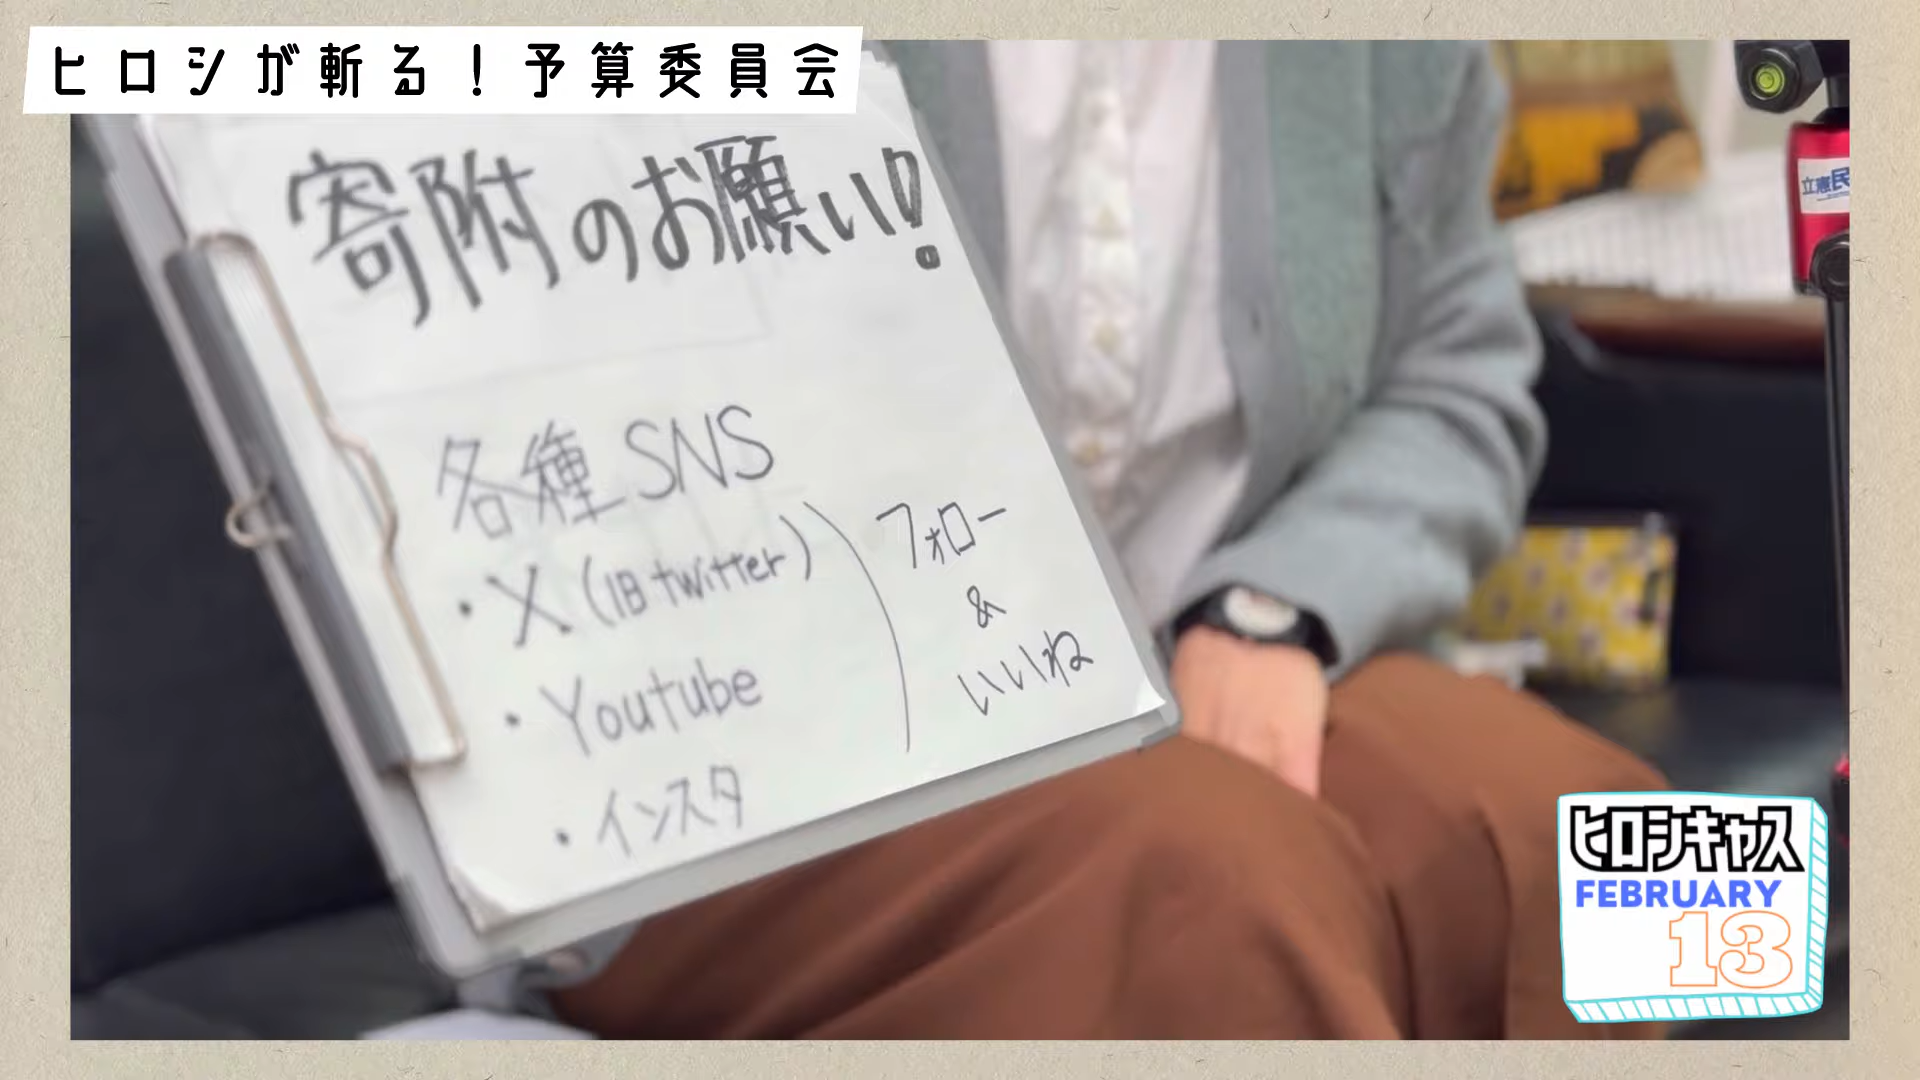 ヒロシが斬る!予算委員会
寄附のお願い!
各種SNS
・X(旧twitter)
・Youtube
・インスタ
フォロー
&
いいね
立憲民
ヒロシキャス
FEBRUARY
13